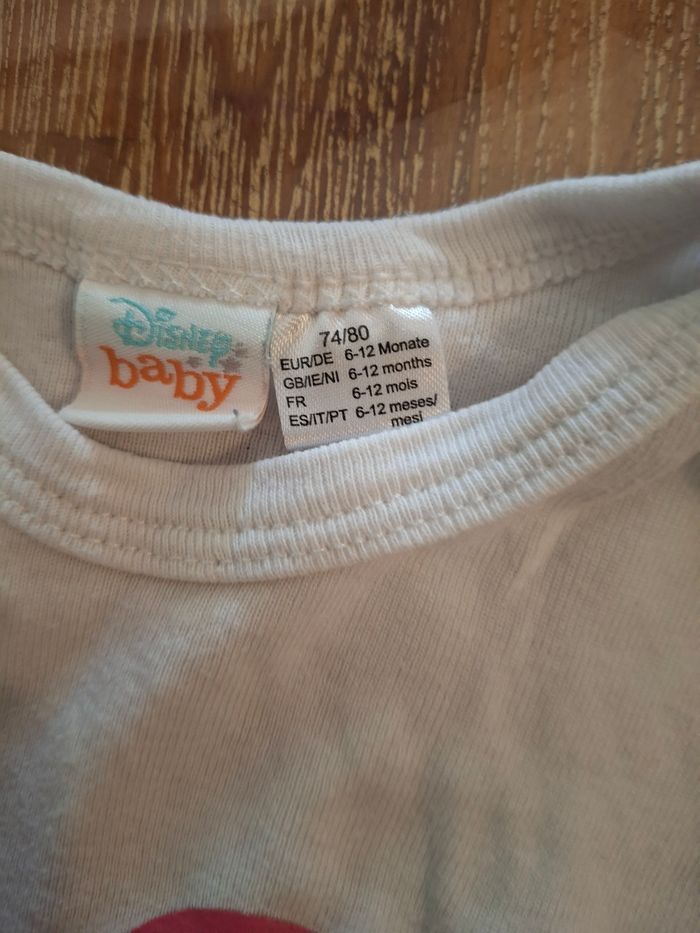 Disney
baby
74/80
EUR/DE 6-12 Monate
GB/IE/NI 6-12 months
FR 6-12 mois
ES/IT/PT 6-12 meses/
mesi